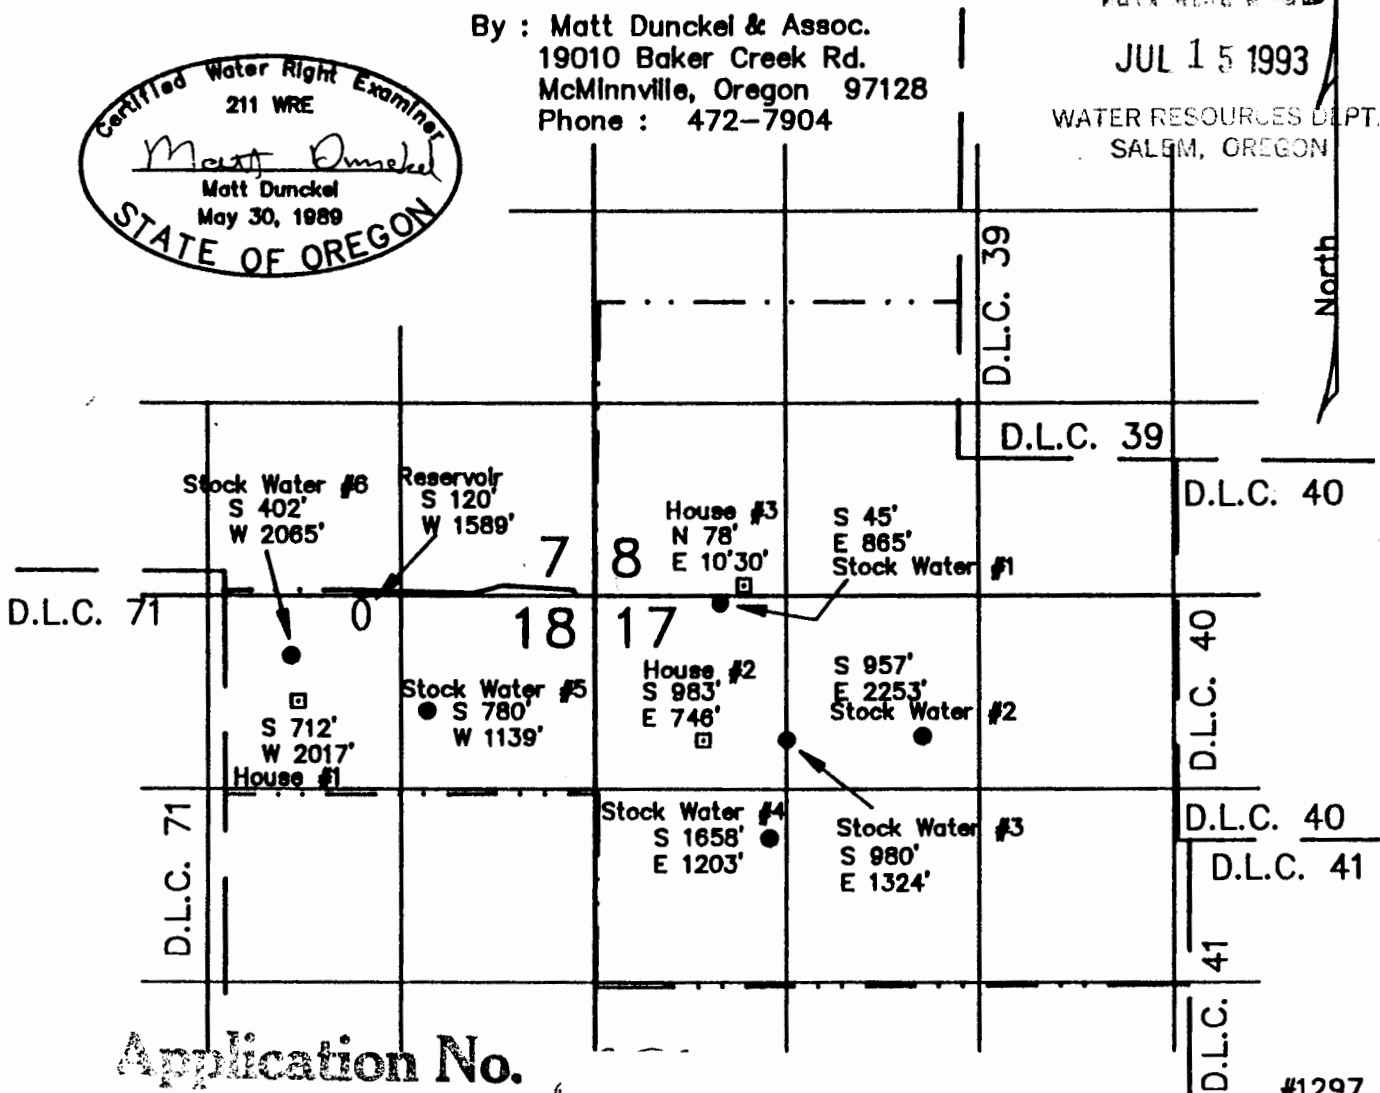 By : Matt Dunckel & Assoc.
19010 Baker Creek Rd.
McMinnville, Oregon 97128
Phone : 472-7904
JUL 15 1993
WATER RESOURCES DEPT.
SALEM, OREGON
Certified Water Right Examiner
211 WRE
Matt Dunckel
Matt Dunckel
May 30, 1989
STATE OF OREGON
North
D.L.C. 39
D.L.C. 39
D.L.C. 40
Stock Water #6
S 402'
W 2065'
Reservoir
S 120'
W 1589'
House #3
N 78'
E 10'30'
S 45'
E 865'
Stock Water #1
7 8
18 17
0
D.L.C. 71
D.L.C. 40
House #2
S 983'
E 746'
S 957'
E 2253'
Stock Water #2
Stock Water #5
S 780'
W 1139'
S 712'
W 2017'
House #1
D.L.C. 71
Stock Water #4
S 1658'
E 1203'
Stock Water #3
S 980'
E 1324'
D.L.C. 40
D.L.C. 41
D.L.C. 41
Application No.
#1297